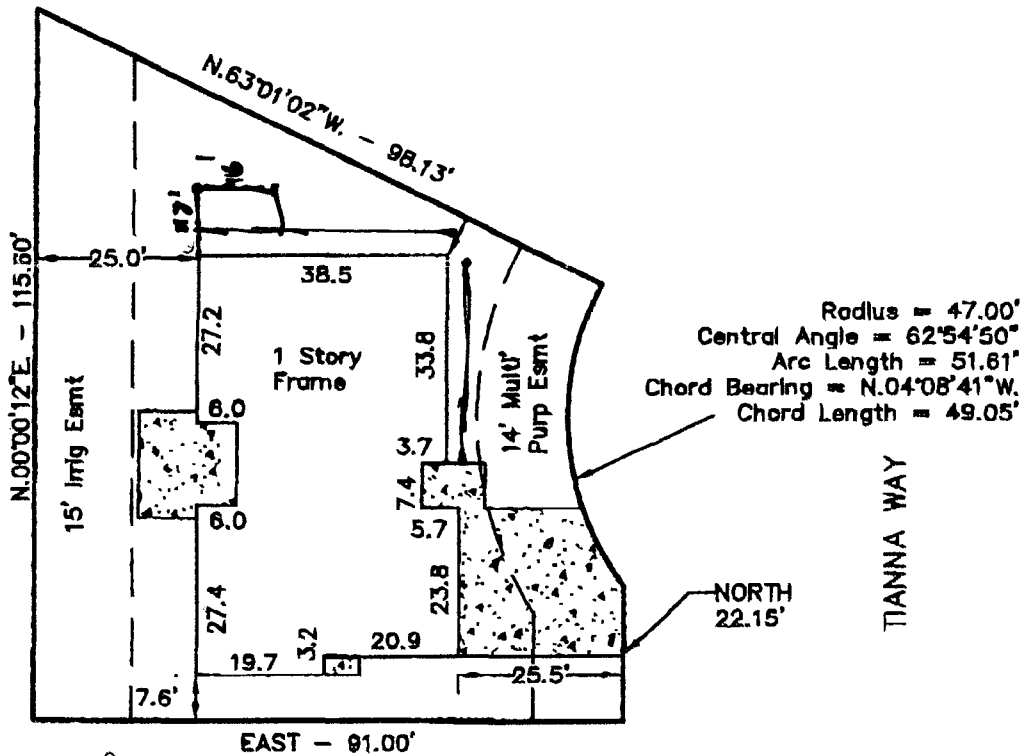 N.63°01'02"W. - 98.13'
16
17'
25.0'
38.5
N.00°00'12"E. - 115.60'
27.2
1 Story
Frame
33.8
Radius = 47.00'
Central Angle = 62°54'50"
Arc Length = 51.61'
Chord Bearing = N.04°08'41"W.
Chord Length = 49.05'
15' Irrig Esmt
14' Multi
Purp Esmt
6.0
3.7
7.4
6.0
5.7
TIANNA WAY
27.4
23.8
NORTH
22.15'
3.2
20.9
19.7
25.5'
7.6'
EAST - 91.00'